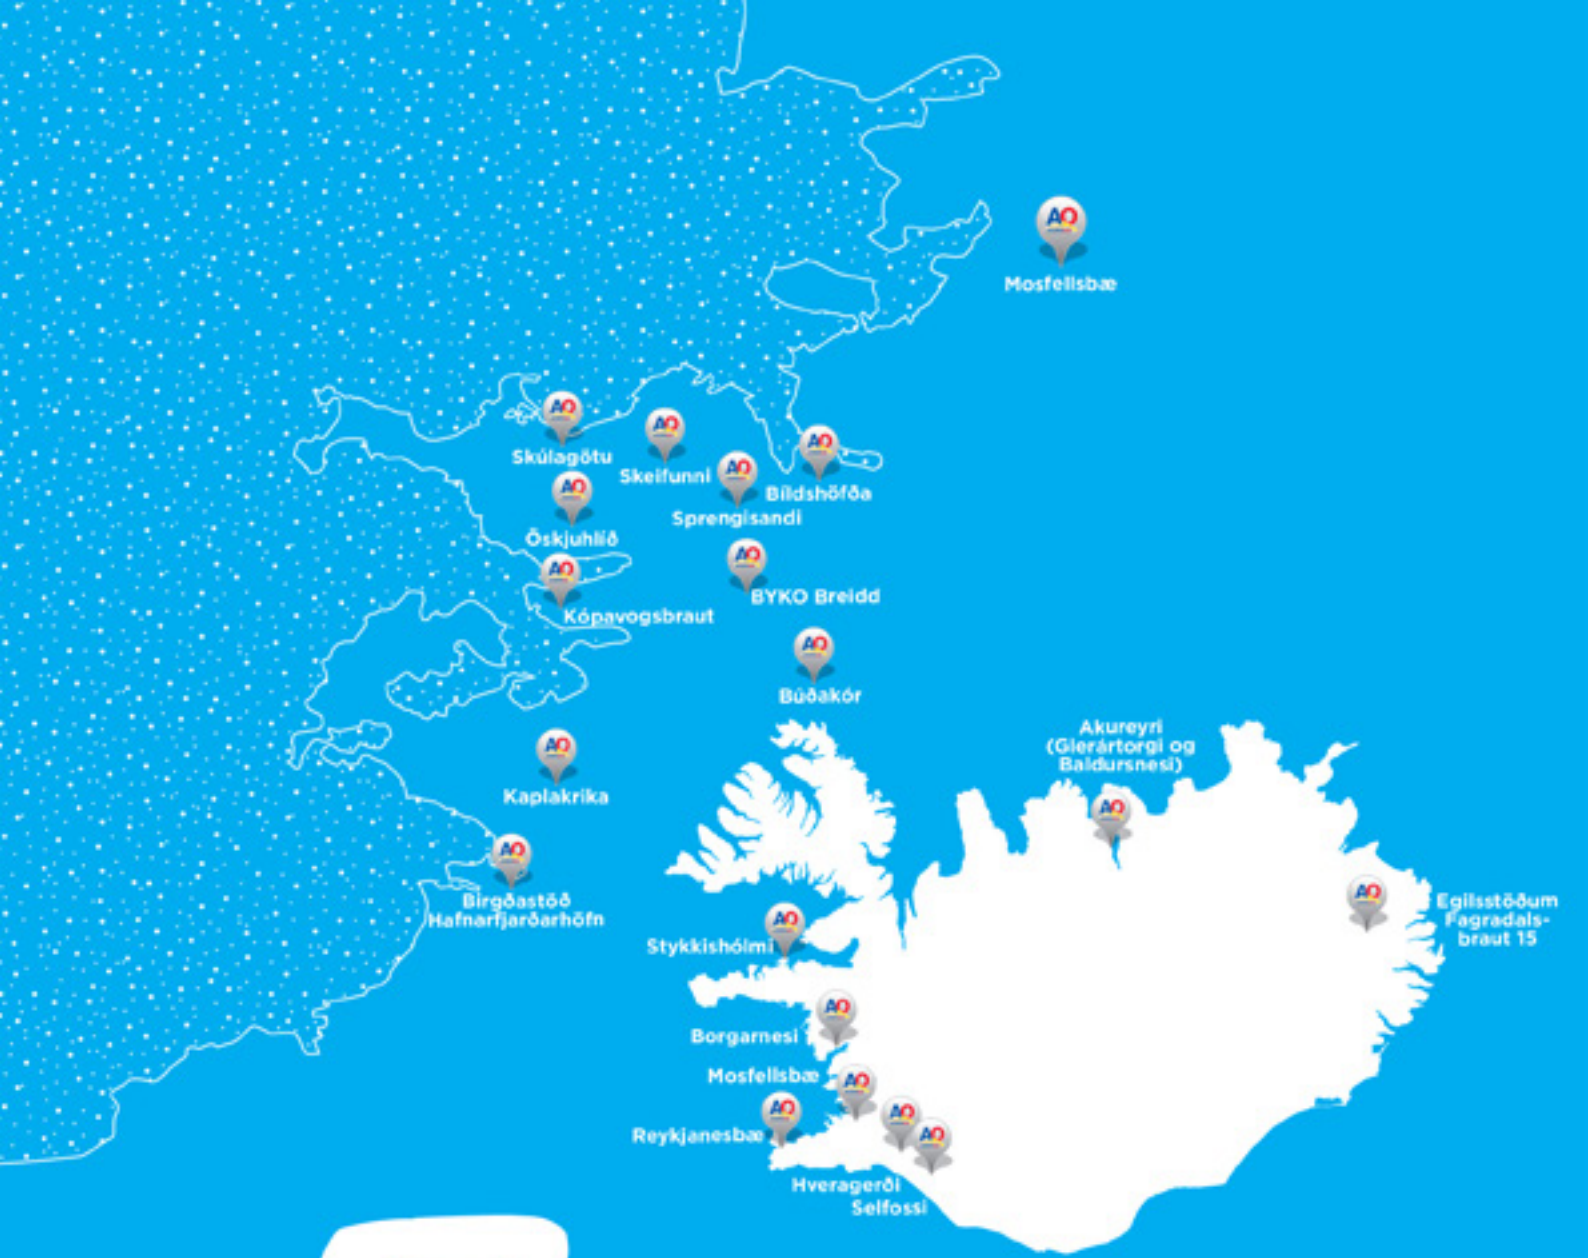 Mosfellsbæ
Skúlagötu
Skeifunni
Bíldshöfða
Sprengisandi
Öskjuhlíð
BYKO Breidd
Kópavogsbraut
Búðakór
Kaplakrika
Birgðastöð
Hafnarfjarðarhöfn
Akureyri
(Glerártorgi og
Baldursnesi)
Egilsstöðum
Fagradals-
braut 15
Stykkishólmi
Borgarnesi
Mosfellsbæ
Reykjanesbæ
Hveragerði
Selfossi